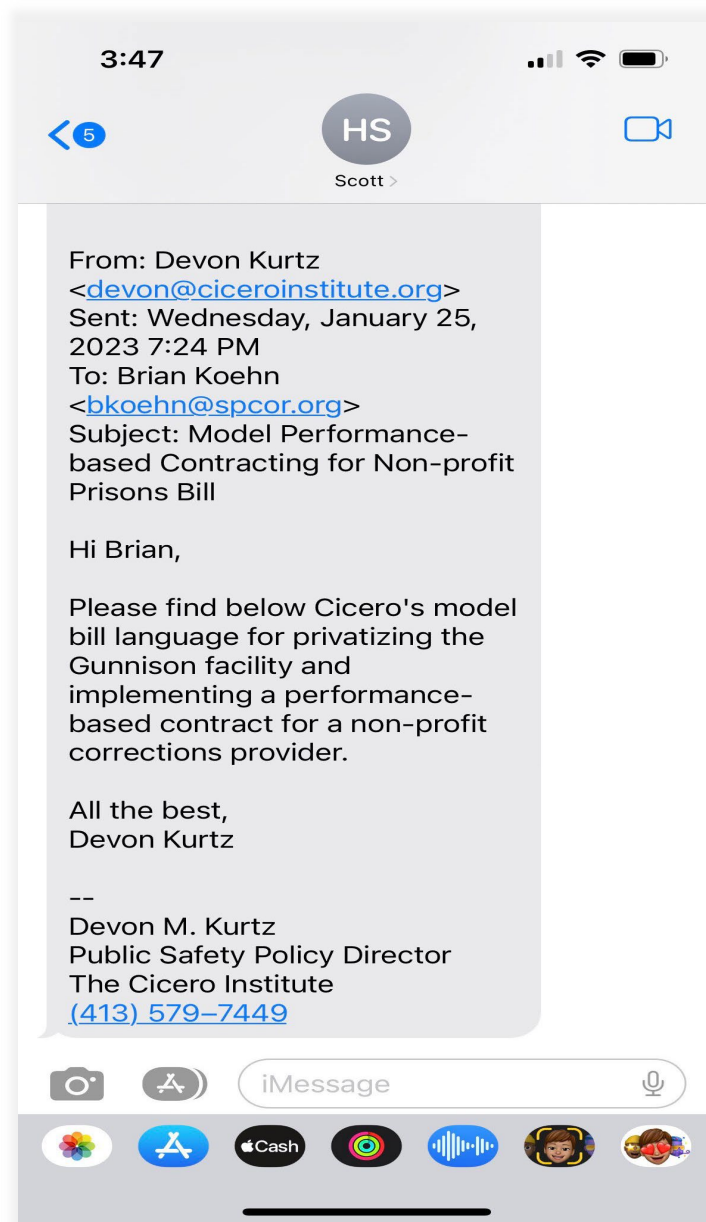 3:47
5
HS
Scott
From: Devon Kurtz
<devon@ciceroinstitute.org>
Sent: Wednesday, January 25,
2023 7:24 PM
To: Brian Koehn
<bkoehn@spcor.org>
Subject: Model Performance-
based Contracting for Non-profit
Prisons Bill
Hi Brian,
Please find below Cicero's model
bill language for privatizing the
Gunnison facility and
implementing a performance-
based contract for a non-profit
corrections provider.
All the best,
Devon Kurtz
--
Devon M. Kurtz
Public Safety Policy Director
The Cicero Institute
(413) 579–7449
iMessage
Cash